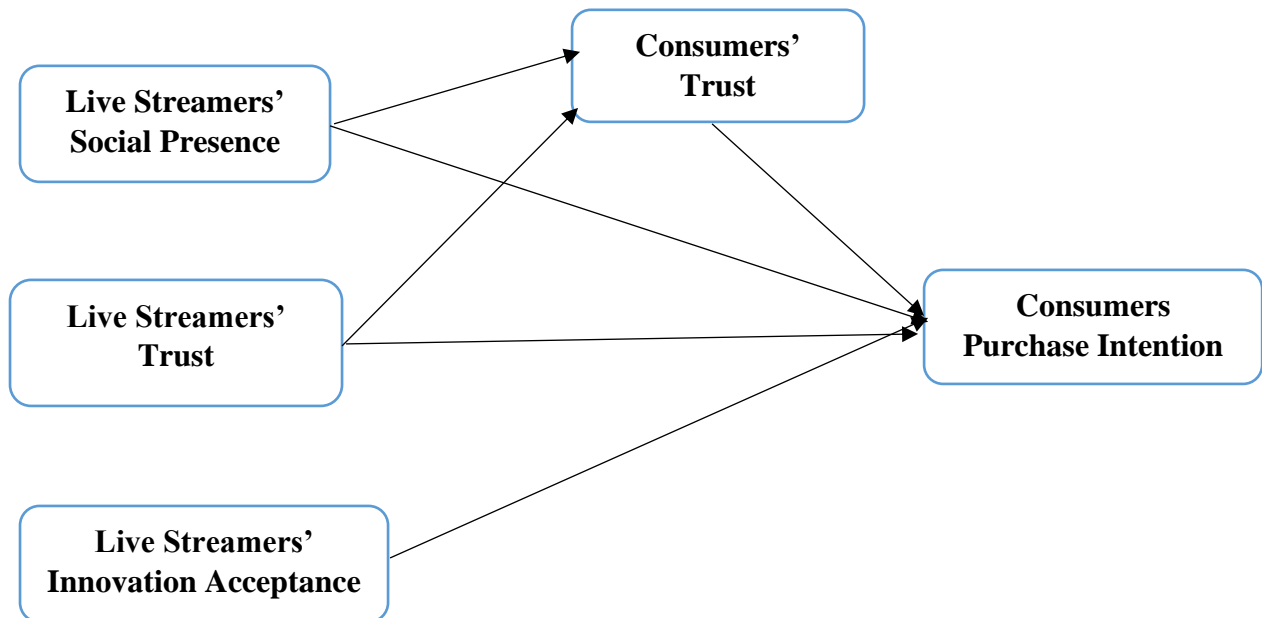 Consumers’
Trust
Live Streamers’
Social Presence
Live Streamers’
Trust
Consumers
Purchase Intention
Live Streamers’
Innovation Acceptance